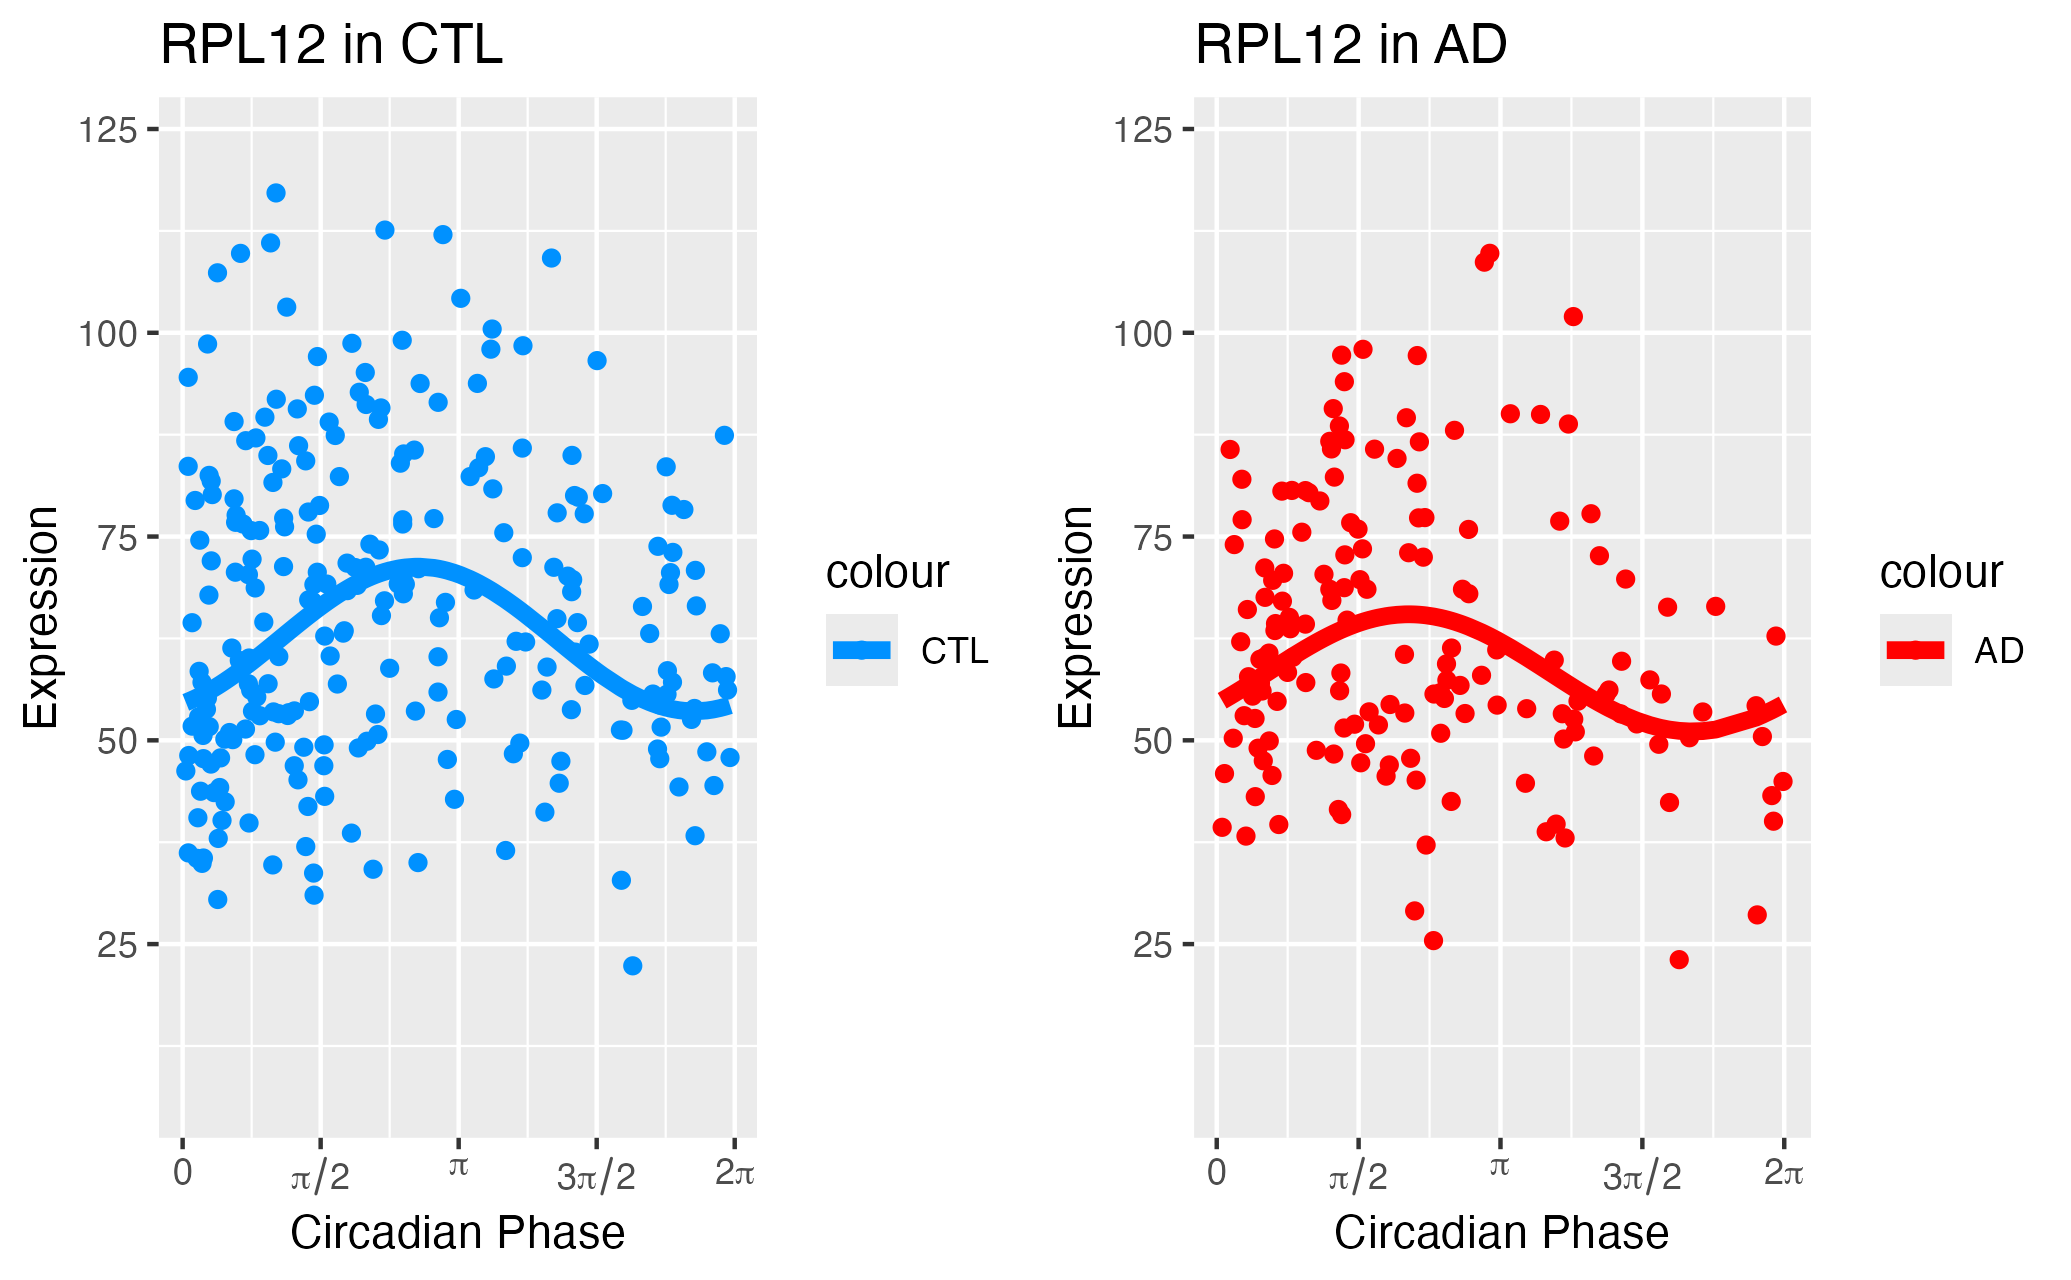 RPL12 in CTL
125
100
75
50
25
Expression
0
π/2
π
3π/2
2π
Circadian Phase
colour
CTL
RPL12 in AD
125
100
75
50
25
Expression
0
π/2
π
3π/2
2π
Circadian Phase
colour
AD